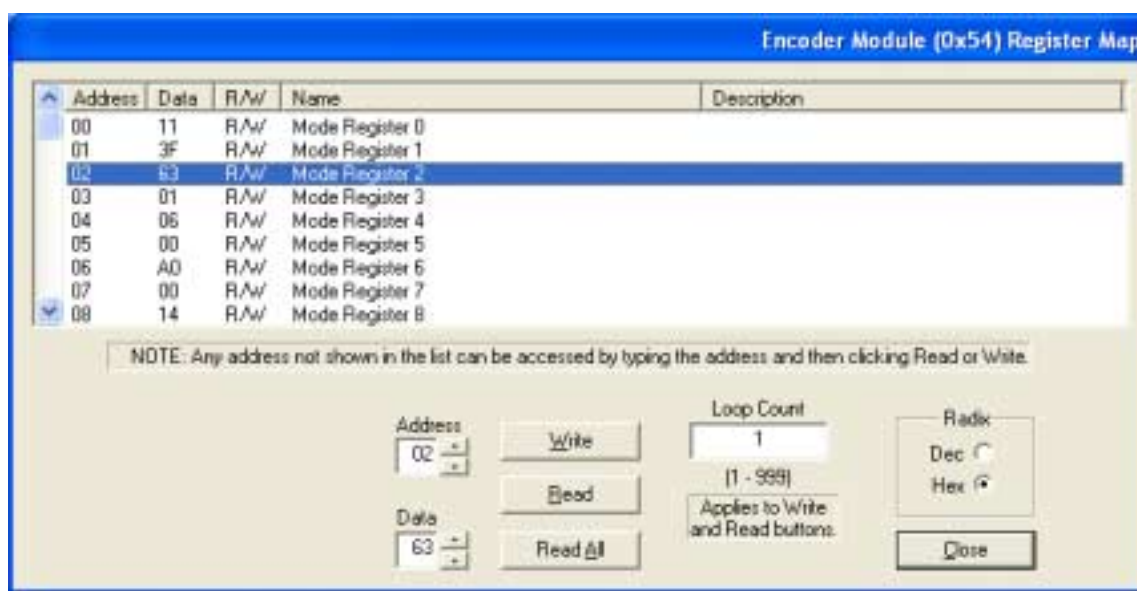 Encoder Module (0x54) Register Map
Address Data R/W Name Description
00 11 R/W Mode Register 0
01 3F R/W Mode Register 1
02 63 R/W Mode Register 2
03 01 R/W Mode Register 3
04 06 R/W Mode Register 4
05 00 R/W Mode Register 5
06 A0 R/W Mode Register 6
07 00 R/W Mode Register 7
08 14 R/W Mode Register 8
NOTE: Any address not shown in the list can be accessed by typing the address and then clicking Read or Write.
Address
02
Write
Read
Data
63
Read All
Loop Count
1
(1 - 999)
Applies to Write
and Read buttons.
Radix
Dec
Hex
Close